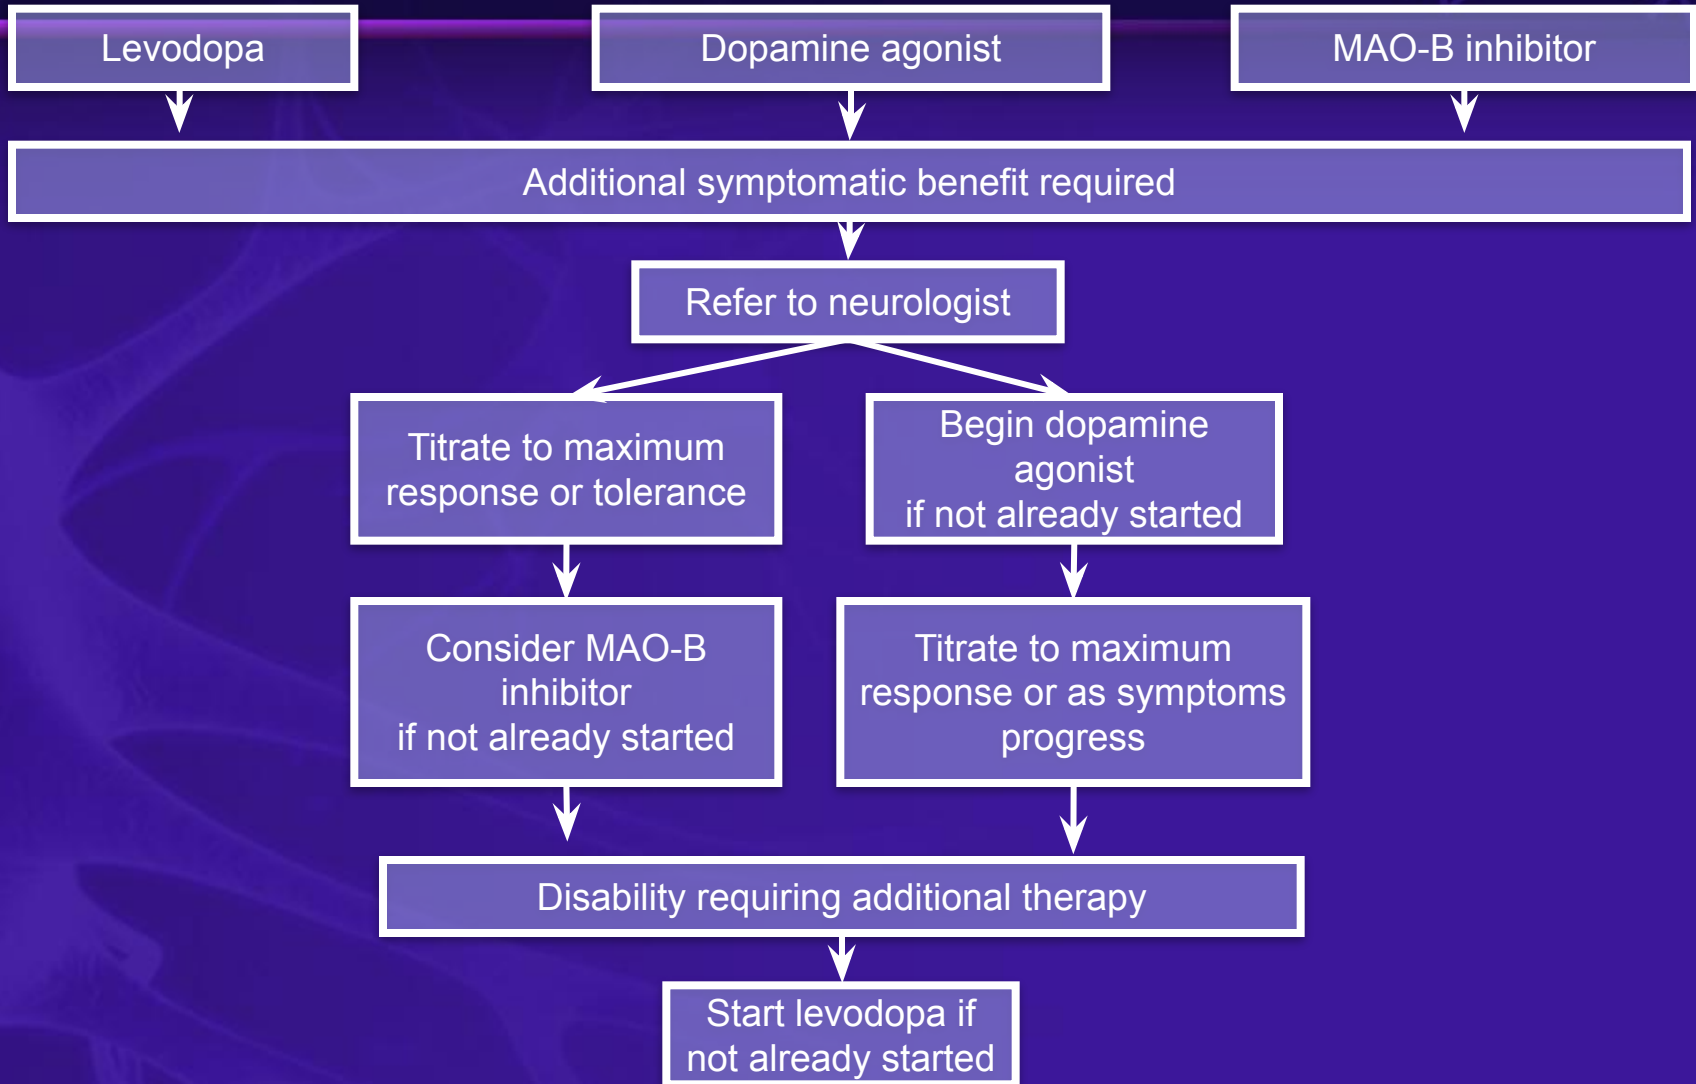 Levodopa
Dopamine agonist
MAO-B inhibitor
Additional symptomatic benefit required
Refer to neurologist
Titrate to maximum
response or tolerance
Begin dopamine
agonist
if not already started
Consider MAO-B
inhibitor
if not already started
Titrate to maximum
response or as symptoms
progress
Disability requiring additional therapy
Start levodopa if
not already started